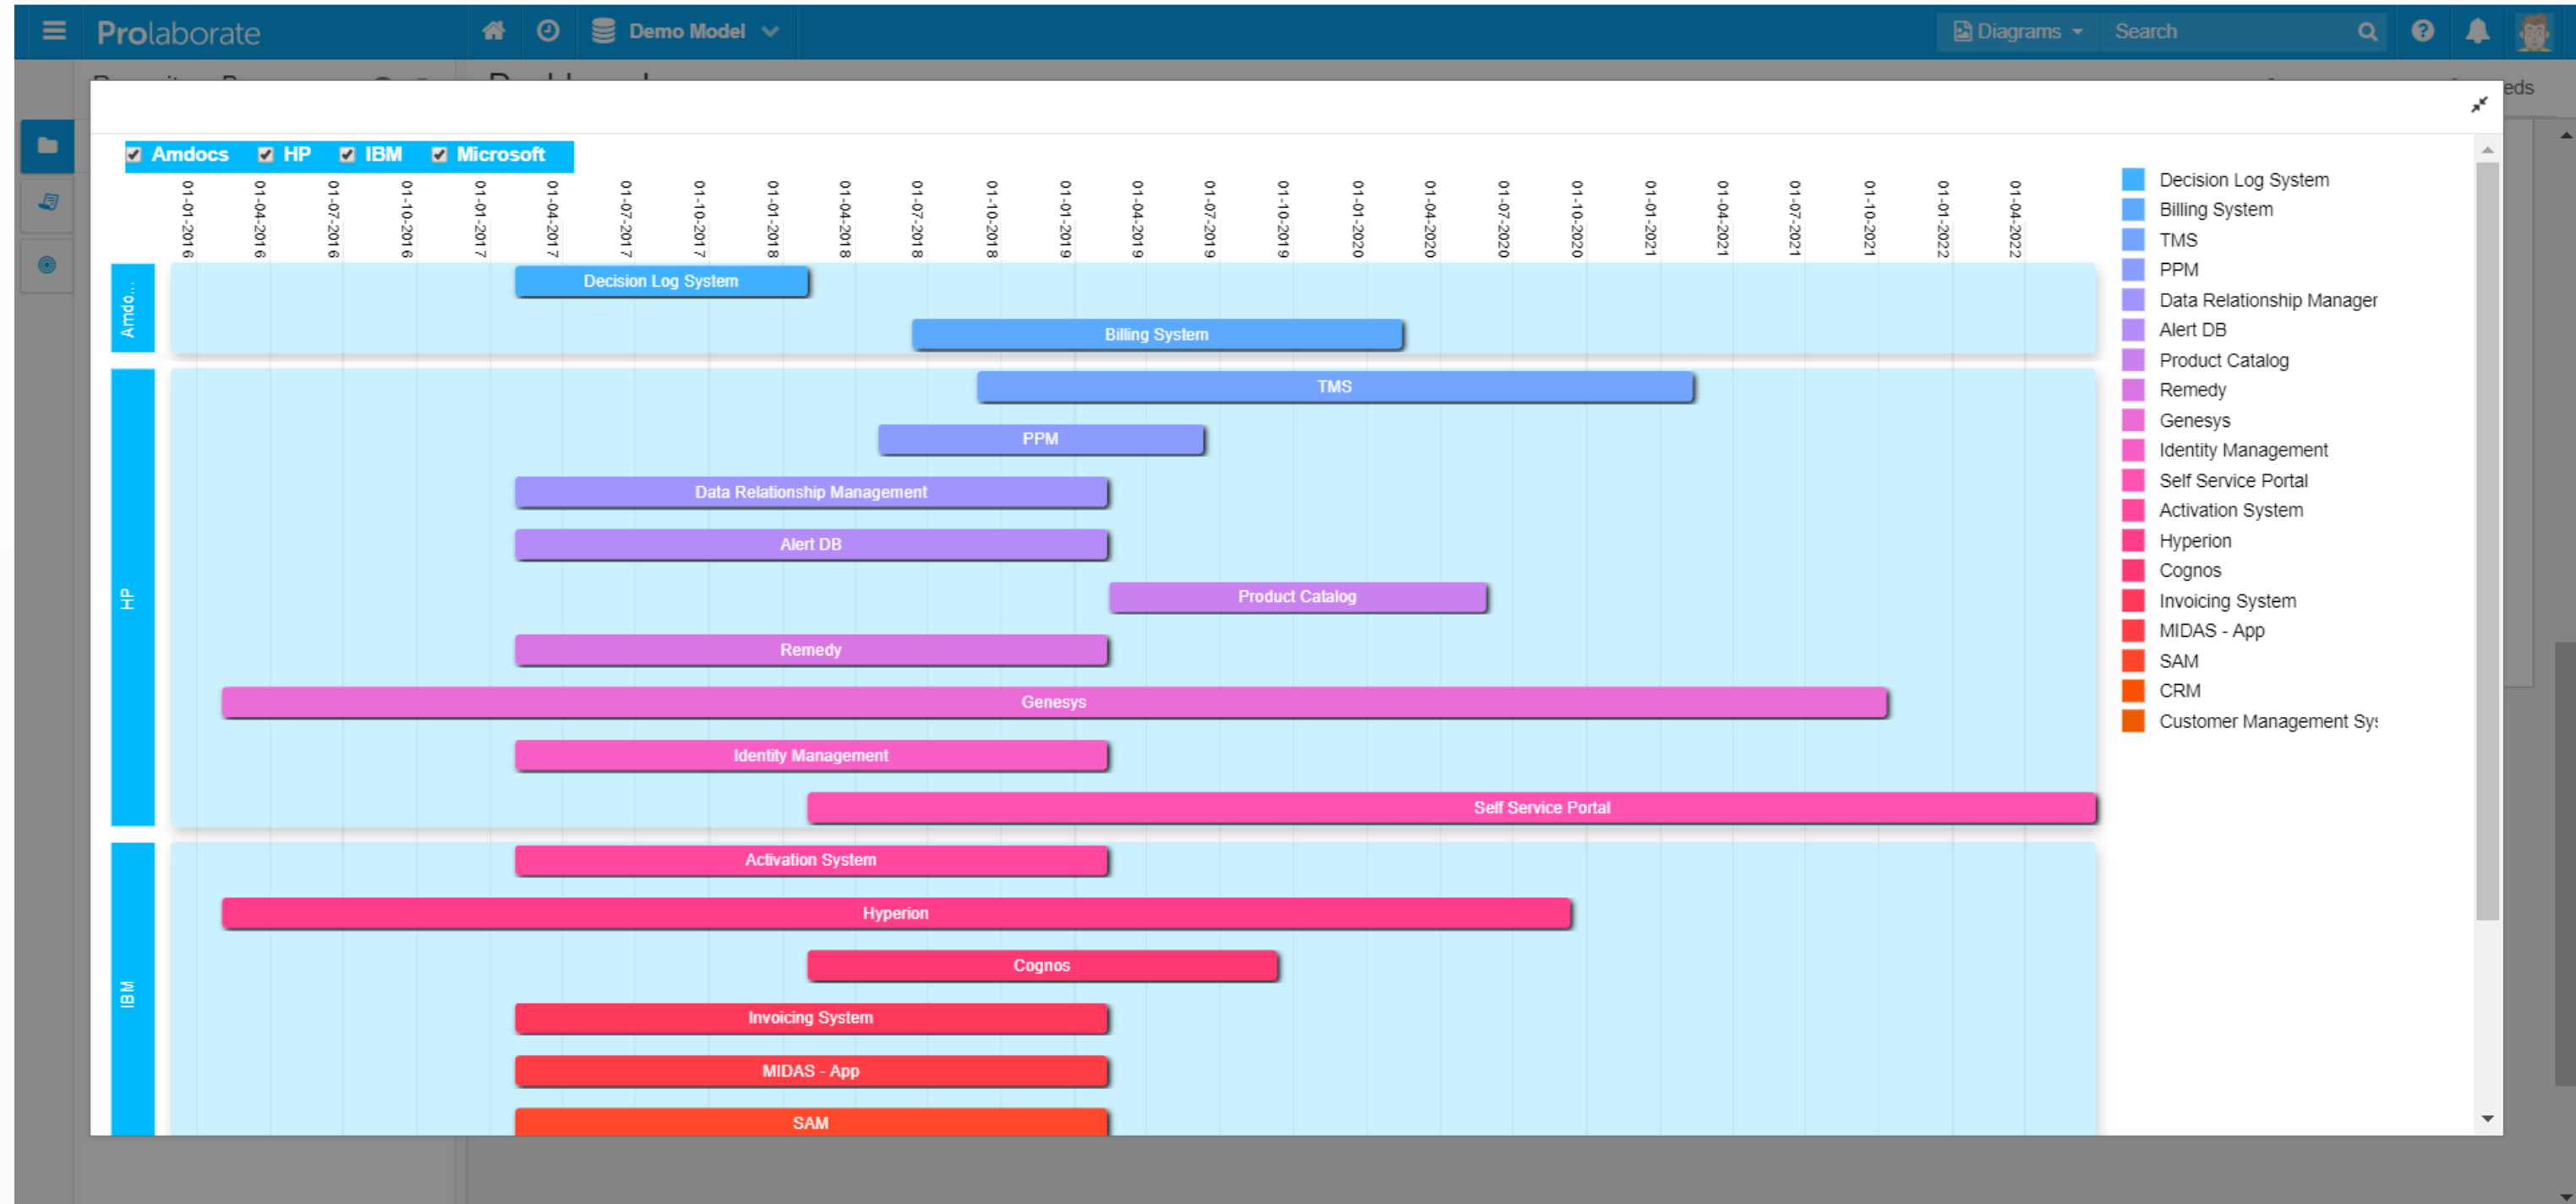 Prolaborate
Demo Model
Diagrams
Search
eds
Amdocs HP IBM Microsoft
01-01-2016
01-04-2016
01-07-2016
01-10-2016
01-01-2017
01-04-2017
01-07-2017
01-10-2017
01-01-2018
01-04-2018
01-07-2018
01-10-2018
01-01-2019
01-04-2019
01-07-2019
01-10-2019
01-01-2020
01-04-2020
01-07-2020
01-10-2020
01-01-2021
01-04-2021
01-07-2021
01-10-2021
01-01-2022
01-04-2022
Amdo...
Decision Log System
Billing System
HP
TMS
PPM
Data Relationship Management
Alert DB
Product Catalog
Remedy
Genesys
Identity Management
Self Service Portal
IBM
Activation System
Hyperion
Cognos
Invoicing System
MIDAS - App
SAM
Decision Log System
Billing System
TMS
PPM
Data Relationship Manager
Alert DB
Product Catalog
Remedy
Genesys
Identity Management
Self Service Portal
Activation System
Hyperion
Cognos
Invoicing System
MIDAS - App
SAM
CRM
Customer Management Sys